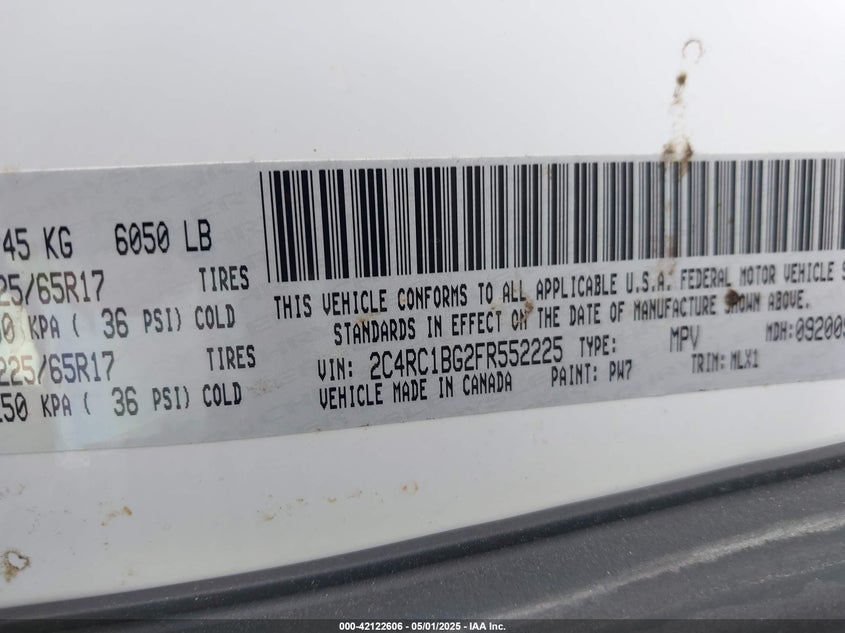 45 KG 6050 LB
25/65R17 TIRES
0 KPA ( 36 PSI) COLD
225/65R17 TIRES
250 KPA ( 36 PSI) COLD
THIS VEHICLE CONFORMS TO ALL APPLICABLE U.S.A. FEDERAL MOTOR VEHICLE S
STANDARDS IN EFFECT ON THE DATE OF MANUFACTURE SHOWN ABOVE.
VIN: 2C4RC1BG2FR552225 TYPE: MPV MDH:092009
VEHICLE MADE IN CANADA PAINT: PW7 TRIM: MLX1
000-42122606 - 05/01/2025 - IAA Inc.